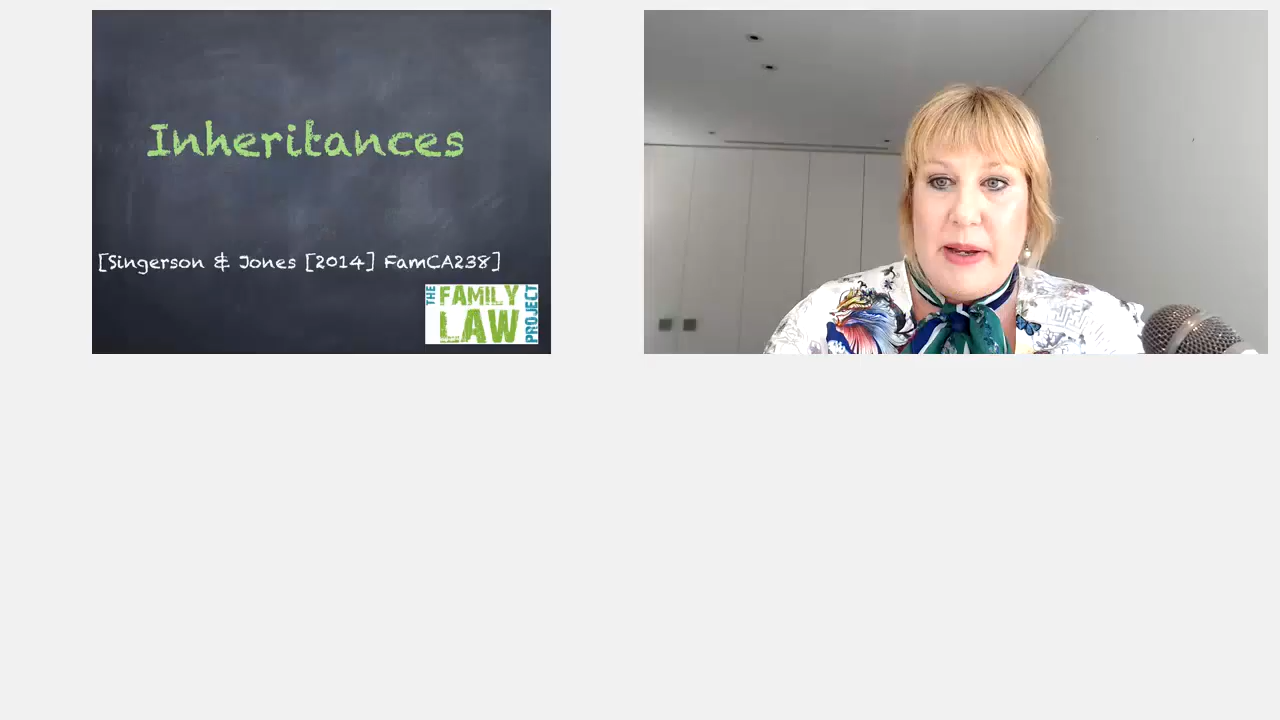 Inheritances
[Singerson & Jones [2014] FamCA238]
THE
FAMILY
LAW
PROJECT